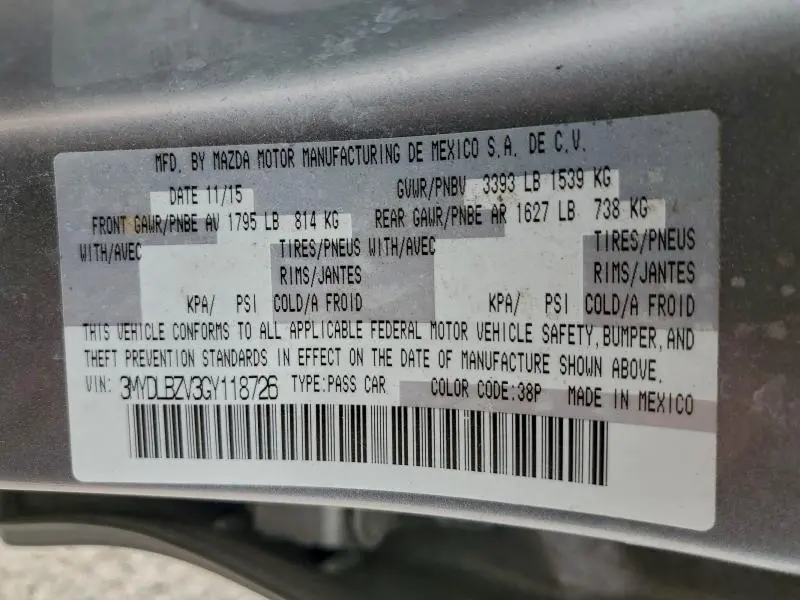 MFD. BY MAZDA MOTOR MANUFACTURING DE MEXICO S.A. DE C.V.
DATE 11/15 GVWR/PNBV 3393 LB 1539 KG
FRONT GAWR/PNBE AV 1795 LB 814 KG REAR GAWR/PNBE AR 1627 LB 738 KG
WITH/AVEC TIRES/PNEUS WITH/AVEC TIRES/PNEUS
RIMS/JANTES RIMS/JANTES
KPA/ PSI COLD/A FROID KPA/ PSI COLD/A FROID
THIS VEHICLE CONFORMS TO ALL APPLICABLE FEDERAL MOTOR VEHICLE SAFETY, BUMPER, AND
THEFT PREVENTION STANDARDS IN EFFECT ON THE DATE OF MANUFACTURE SHOWN ABOVE.
VIN: 3MYDLBZV3GY118726 TYPE:PASS CAR COLOR CODE:38P MADE IN MEXICO